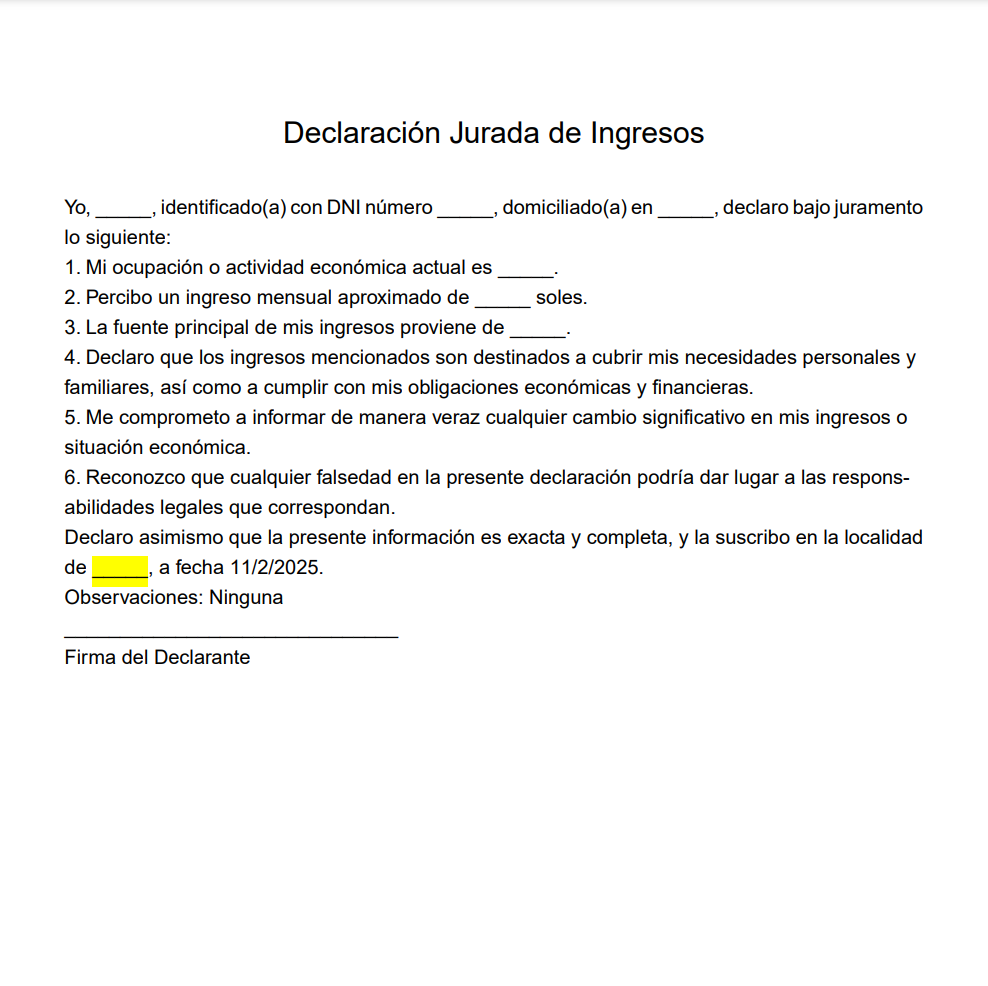 Declaración Jurada de Ingresos
Yo, _____, identificado(a) con DNI número _____, domiciliado(a) en _____, declaro bajo juramento
lo siguiente:
1. Mi ocupación o actividad económica actual es _____.
2. Percibo un ingreso mensual aproximado de _____ soles.
3. La fuente principal de mis ingresos proviene de _____.
4. Declaro que los ingresos mencionados son destinados a cubrir mis necesidades personales y
familiares, así como a cumplir con mis obligaciones económicas y financieras.
5. Me comprometo a informar de manera veraz cualquier cambio significativo en mis ingresos o
situación económica.
6. Reconozco que cualquier falsedad en la presente declaración podría dar lugar a las respons-
abilidades legales que correspondan.
Declaro asimismo que la presente información es exacta y completa, y la suscribo en la localidad
de _____, a fecha 11/2/2025.
Observaciones: Ninguna
______________________________
Firma del Declarante